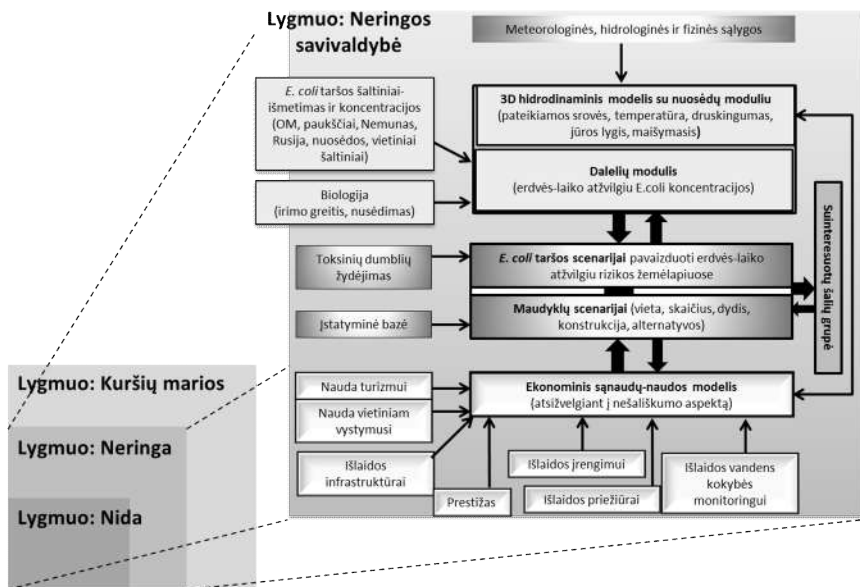 Lygmuo: Neringos
savivaldybė
Meteorologinės, hidrologinės ir fizinės sąlygos
E. coli taršos šaltiniai-
išmetimas ir koncentracijos
(OM, paukščiai, Nemunas,
Rusija, nuosėdos, vietiniai
šaltiniai)
3D hidrodinaminis modelis su nuosėdų moduliu
(pateikiamos srovės, temperatūra, druskingumas,
jūros lygis, maišymasis)
Dalelių modulis
(erdvės-laiko atžvilgiu E.coli koncentracijos)
Biologija
(irimo greitis, nusėdimas)
Toksinių dumblių
žydėjimas
E. coli taršos scenarijai pavaizduoti erdvės-laiko
atžvilgiu rizikos žemėlapiuose
Įstatyminė bazė
Maudyklų scenarijai (vieta, skaičius, dydis,
konstrukcija, alternatyvos)
Suinteresuotų šalių grupė
Nauda turizmui
Nauda vietiniam
vystymusi
Ekonominis sąnaudų-naudos modelis
(atsižvelgiant į nešališkumo aspektą)
Išlaidos
infrastruktūrai
Prestižas
Išlaidos įrengimui
Išlaidos priežiūrai
Išlaidos vandens
kokybės
monitoringui
Lygmuo: Kuršių marios
Lygmuo: Neringa
Lygmuo: Nida